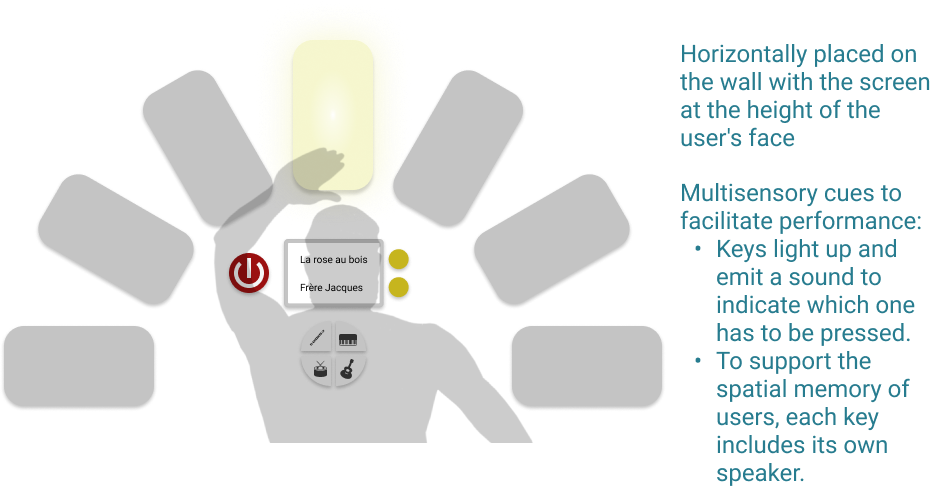 Horizontally placed on
the wall with the screen
at the height of the
user's face
Multisensory cues to
facilitate performance:
• Keys light up and
emit a sound to
indicate which one
has to be pressed.
• To support the
spatial memory of
users, each key
includes its own
speaker.
La rose au bois
Frère Jacques